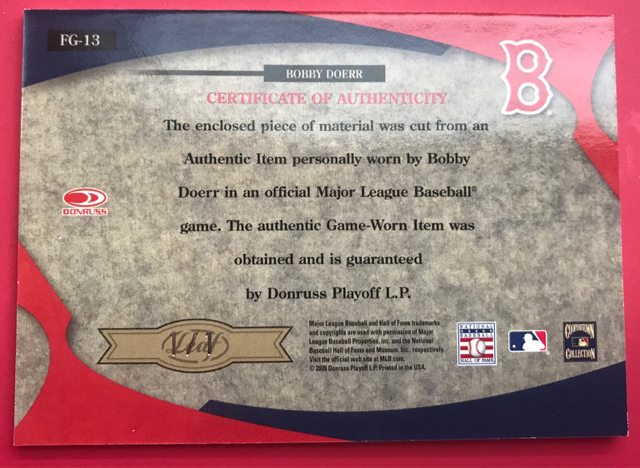 FG-13
BOBBY DOERR
B
CERTIFICATE OF AUTHENTICITY
The enclosed piece of material was cut from an
Authentic Item personally worn by Bobby
Doerr in an official Major League Baseball®
game. The authentic Game-Worn Item was
obtained and is guaranteed
by Donruss Playoff L.P.
DONRUSS
Major League Baseball and Hall of Fame trademarks
and copyrights are used with permission of Major
League Baseball Properties, Inc. and the National
Baseball Hall of Fame and Museum, Inc. respectively.
Visit the official web site at MLB.com.
© 2005 Donruss Playoff L.P. Printed in the USA.
NATIONAL
BASEBALL
HALL OF FAME
COOPERSTOWN
COLLECTION